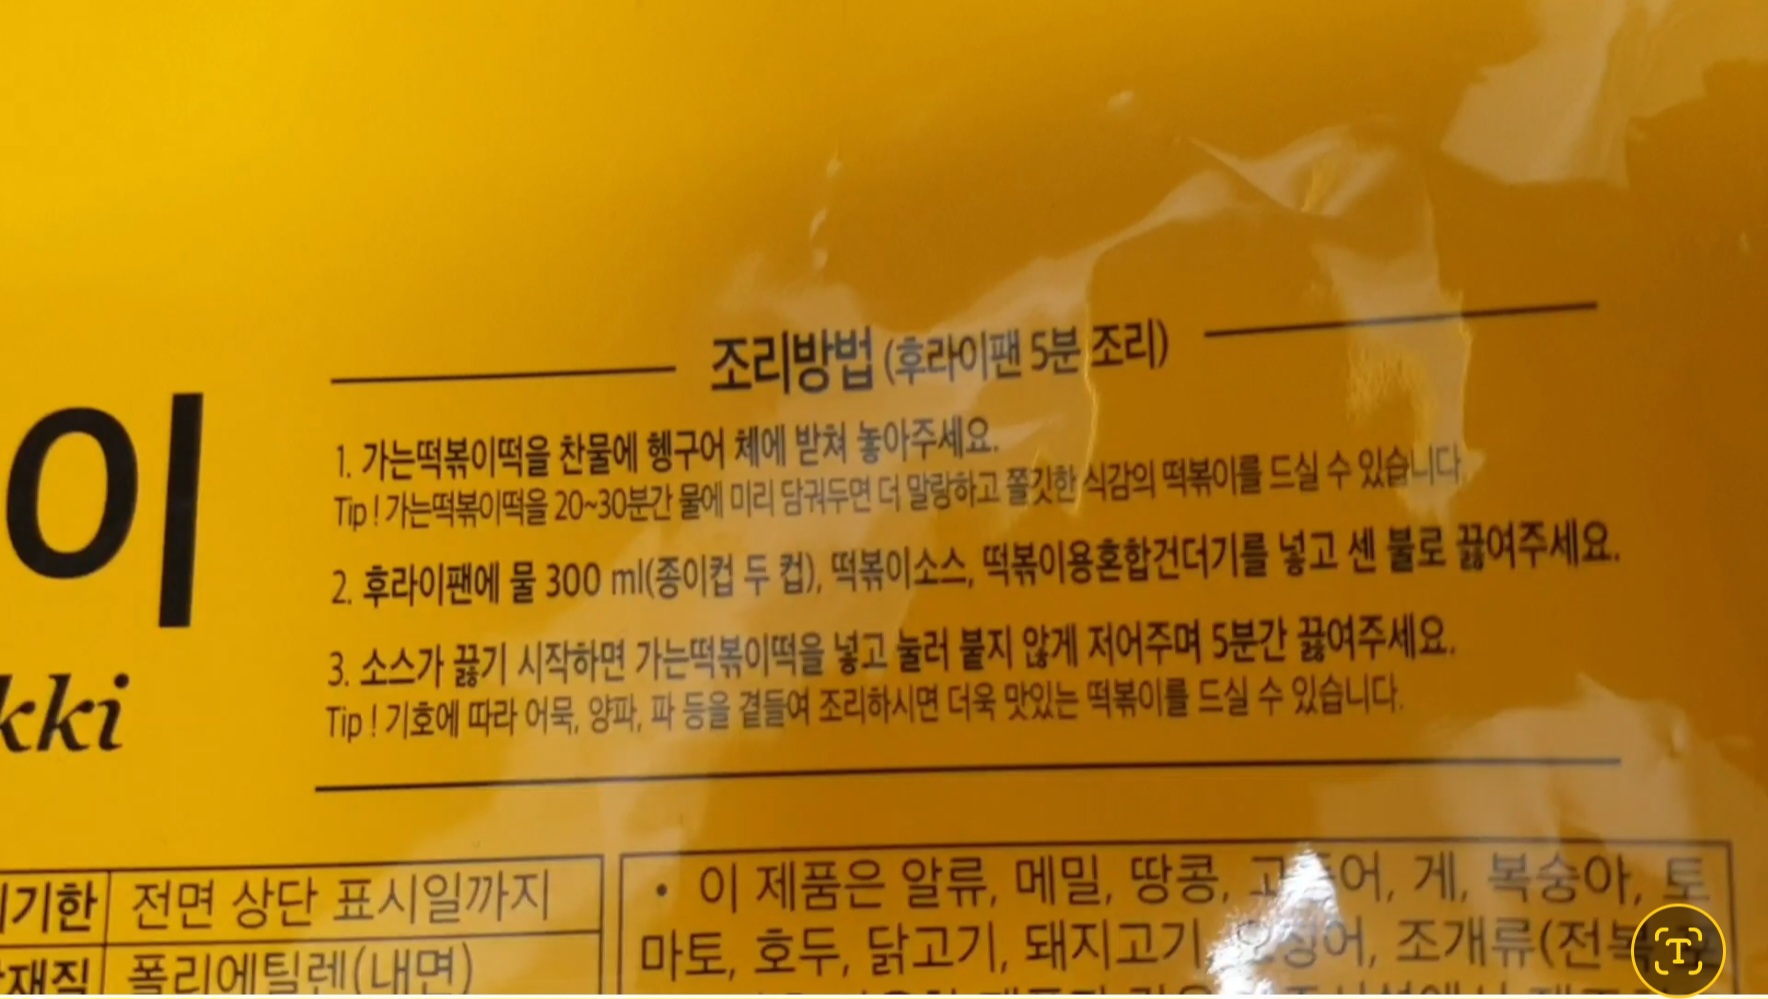 조리방법 (후라이팬 5분 조리)
1. 가는떡볶이떡을 찬물에 헹구어 체에 받쳐 놓아주세요.
Tip ! 가는떡볶이떡을 20~30분간 물에 미리 담궈두면 더 말랑하고 쫄깃한 식감의 떡볶이를 드실 수 있습니다.
2. 후라이팬에 물 300 ml(종이컵 두 컵), 떡볶이소스, 떡볶이용혼합건더기를 넣고 센 불로 끓여주세요.
3. 소스가 끓기 시작하면 가는떡볶이떡을 넣고 눌러 붙지 않게 저어주며 5분간 끓여주세요.
Tip ! 기호에 따라 어묵, 양파, 파 등을 곁들여 조리하시면 더욱 맛있는 떡볶이를 드실 수 있습니다.
이
kki
기한 전면 상단 표시일까지
재질 폴리에틸렌(내면)
• 이 제품은 알류, 메밀, 땅콩, 고등어, 게, 복숭아, 토
마토, 호두, 닭고기, 돼지고기, 오징어, 조개류(전복